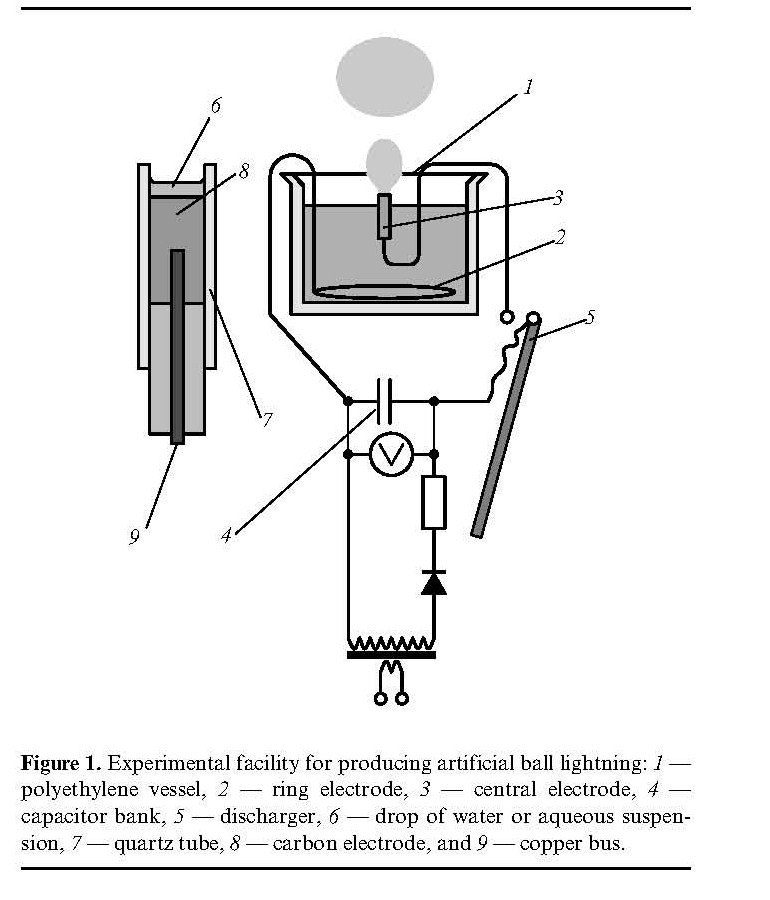 1
6
8
3
2
5
7
4
9
V
Figure 1. Experimental facility for producing artificial ball lightning: 1 —
polyethylene vessel, 2 — ring electrode, 3 — central electrode, 4 —
capacitor bank, 5 — discharger, 6 — drop of water or aqueous suspen-
sion, 7 — quartz tube, 8 — carbon electrode, and 9 — copper bus.